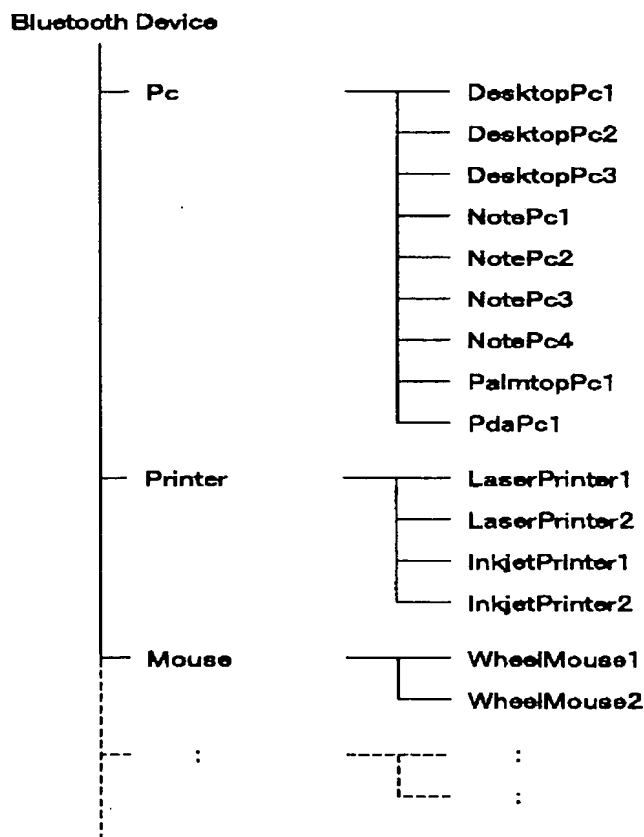 Bluetooth Device
Pc
DesktopPc1
DesktopPc2
DesktopPc3
NotePc1
NotePc2
NotePc3
NotePc4
PalmtopPc1
PdaPc1
Printer
LaserPrinter1
LaserPrinter2
InkjetPrinter1
InkjetPrinter2
Mouse
WheelMouse1
WheelMouse2
: :
: